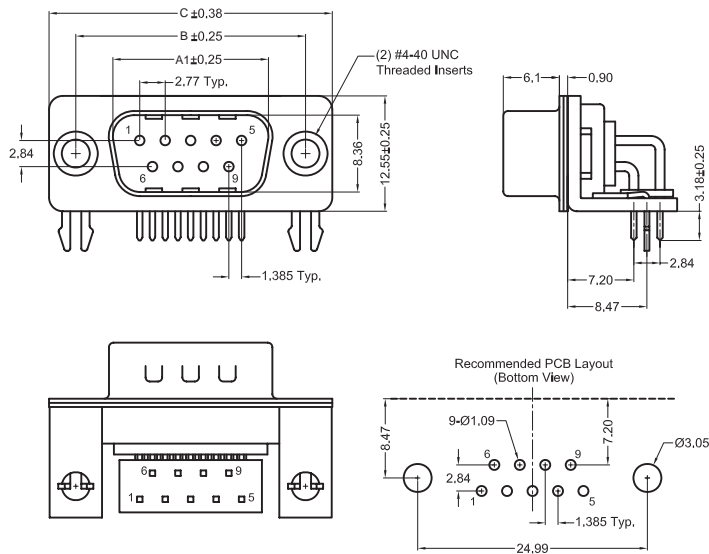 C ±0,38
B ±0,25
A1±0,25
2,77 Typ,
(2) #4-40 UNC
Threaded Inserts
1
5
6
9
2,84
8,36
12,55±0,25
1,385 Typ,
6,1
0,90
3,18±0,25
2,84
7,20
8,47
6
9
1
5
Recommended PCB Layout
(Bottom View)
8,47
9-Ø1,09
7,20
Ø3,05
6
9
2,84
1
5
1,385 Typ,
24,99